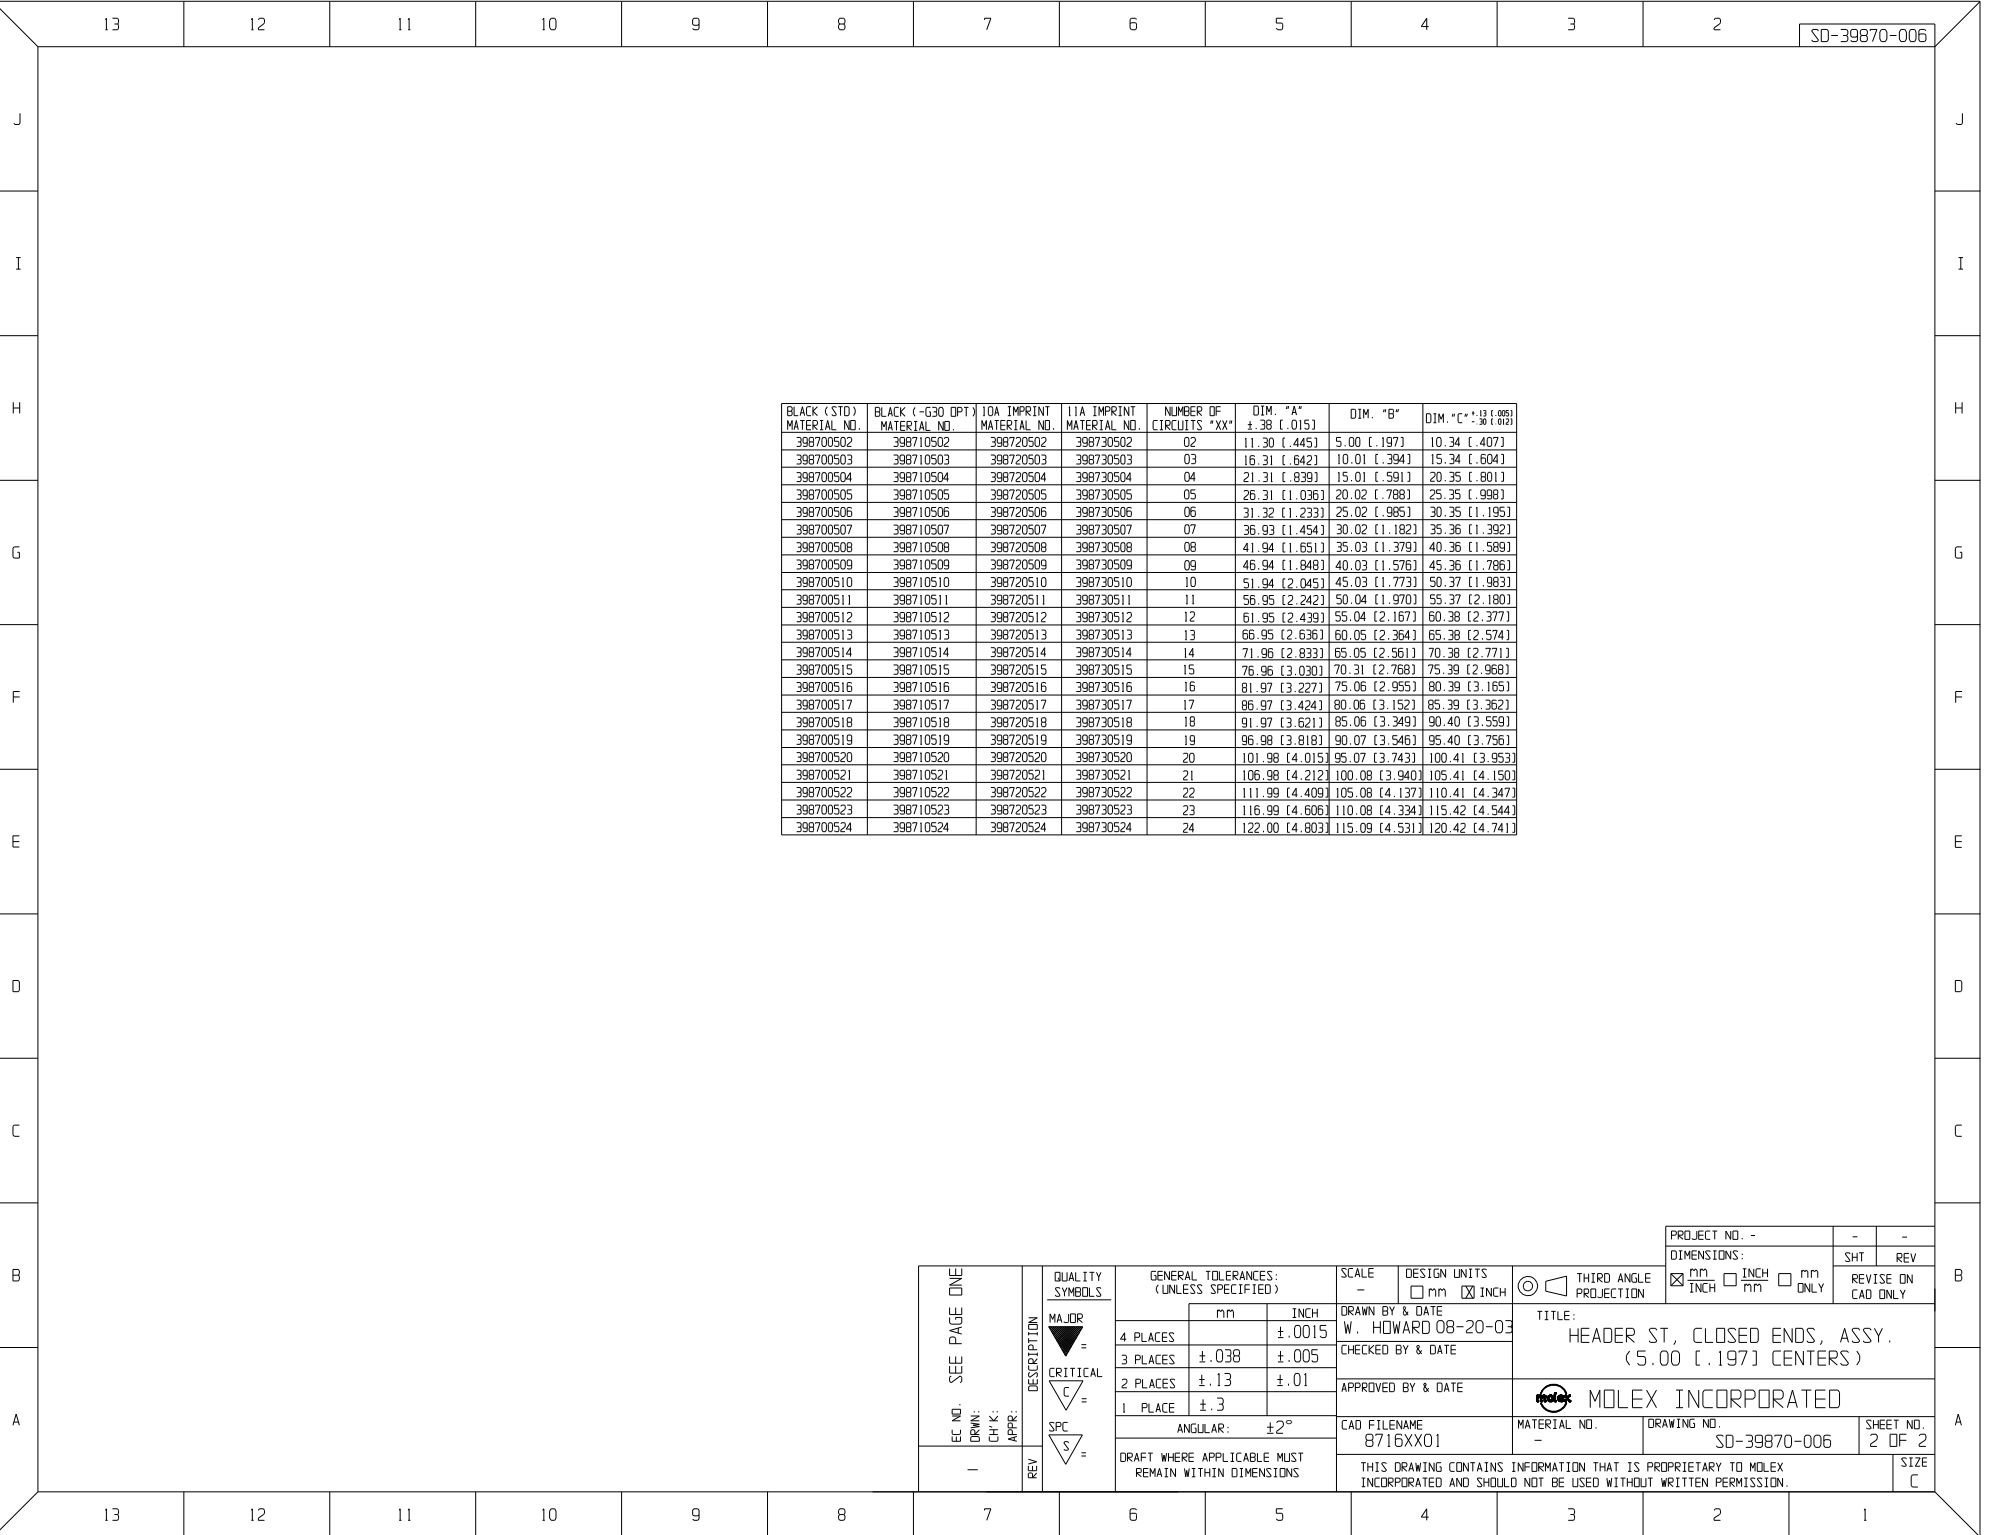 13 12 11 10 9 8 7 6 5 4 3 2
SD-39870-006
J J
I I
H H
G G
F F
E E
D D
C C
B B
A A
BLACK (STD) MATERIAL NO. BLACK (-G30 OPT) MATERIAL NO. 10A IMPRINT MATERIAL NO. 11A IMPRINT MATERIAL NO. NUMBER OF CIRCUITS "XX" DIM. "A" ±.38 [.015] DIM. "B" DIM."C" +.13 [.005] -.30 [.012]
398700502 398710502 398720502 398730502 02 11.30 [.445] 5.00 [.197] 10.34 [.407]
398700503 398710503 398720503 398730503 03 16.31 [.642] 10.01 [.394] 15.34 [.604]
398700504 398710504 398720504 398730504 04 21.31 [.839] 15.01 [.591] 20.35 [.801]
398700505 398710505 398720505 398730505 05 26.31 [1.036] 20.02 [.788] 25.35 [.998]
398700506 398710506 398720506 398730506 06 31.32 [1.233] 25.02 [.985] 30.35 [1.195]
398700507 398710507 398720507 398730507 07 36.93 [1.454] 30.02 [1.182] 35.36 [1.392]
398700508 398710508 398720508 398730508 08 41.94 [1.651] 35.03 [1.379] 40.36 [1.589]
398700509 398710509 398720509 398730509 09 46.94 [1.848] 40.03 [1.576] 45.36 [1.786]
398700510 398710510 398720510 398730510 10 51.94 [2.045] 45.03 [1.773] 50.37 [1.983]
398700511 398710511 398720511 398730511 11 56.95 [2.242] 50.04 [1.970] 55.37 [2.180]
398700512 398710512 398720512 398730512 12 61.95 [2.439] 55.04 [2.167] 60.38 [2.377]
398700513 398710513 398720513 398730513 13 66.95 [2.636] 60.05 [2.364] 65.38 [2.574]
398700514 398710514 398720514 398730514 14 71.96 [2.833] 65.05 [2.561] 70.38 [2.771]
398700515 398710515 398720515 398730515 15 76.96 [3.030] 70.31 [2.768] 75.39 [2.968]
398700516 398710516 398720516 398730516 16 81.97 [3.227] 75.06 [2.955] 80.39 [3.165]
398700517 398710517 398720517 398730517 17 86.97 [3.424] 80.06 [3.152] 85.39 [3.362]
398700518 398710518 398720518 398730518 18 91.97 [3.621] 85.06 [3.349] 90.40 [3.559]
398700519 398710519 398720519 398730519 19 96.98 [3.818] 90.07 [3.546] 95.40 [3.756]
398700520 398710520 398720520 398730520 20 101.98 [4.015] 95.07 [3.743] 100.41 [3.953]
398700521 398710521 398720521 398730521 21 106.98 [4.212] 100.08 [3.940] 105.41 [4.150]
398700522 398710522 398720522 398730522 22 111.99 [4.409] 105.08 [4.137] 110.41 [4.347]
398700523 398710523 398720523 398730523 23 116.99 [4.606] 110.08 [4.334] 115.42 [4.544]
398700524 398710524 398720524 398730524 24 122.00 [4.803] 115.09 [4.531] 120.42 [4.741]
PROJECT NO. - - -
DIMENSIONS: SHT REV
mm/INCH INCH/mm mm ONLY
REVISE ON
CAD ONLY
EC NO. SEE PAGE ONE
DRWN:
CH'K:
APPR:
—
DESCRIPTION
REV
QUALITY
SYMBOLS
MAJOR
=
CRITICAL
C =
SPC
S =
GENERAL TOLERANCES:
(UNLESS SPECIFIED)
mm INCH
4 PLACES ±.0015
3 PLACES ±.038 ±.005
2 PLACES ±.13 ±.01
1 PLACE ±.3
ANGULAR: ±2°
DRAFT WHERE APPLICABLE MUST
REMAIN WITHIN DIMENSIONS
SCALE
-
DESIGN UNITS
mm INCH
THIRD ANGLE
PROJECTION
DRAWN BY & DATE
W. HOWARD 08-20-03
CHECKED BY & DATE
APPROVED BY & DATE
CAD FILENAME
8716XX01
TITLE:
HEADER ST, CLOSED ENDS, ASSY.
(5.00 [.197] CENTERS)
molex MOLEX INCORPORATED
MATERIAL NO.
-
DRAWING NO.
SD-39870-006
SHEET NO.
2 OF 2
THIS DRAWING CONTAINS INFORMATION THAT IS PROPRIETARY TO MOLEX
INCORPORATED AND SHOULD NOT BE USED WITHOUT WRITTEN PERMISSION.
SIZE
C
13 12 11 10 9 8 7 6 5 4 3 2 1